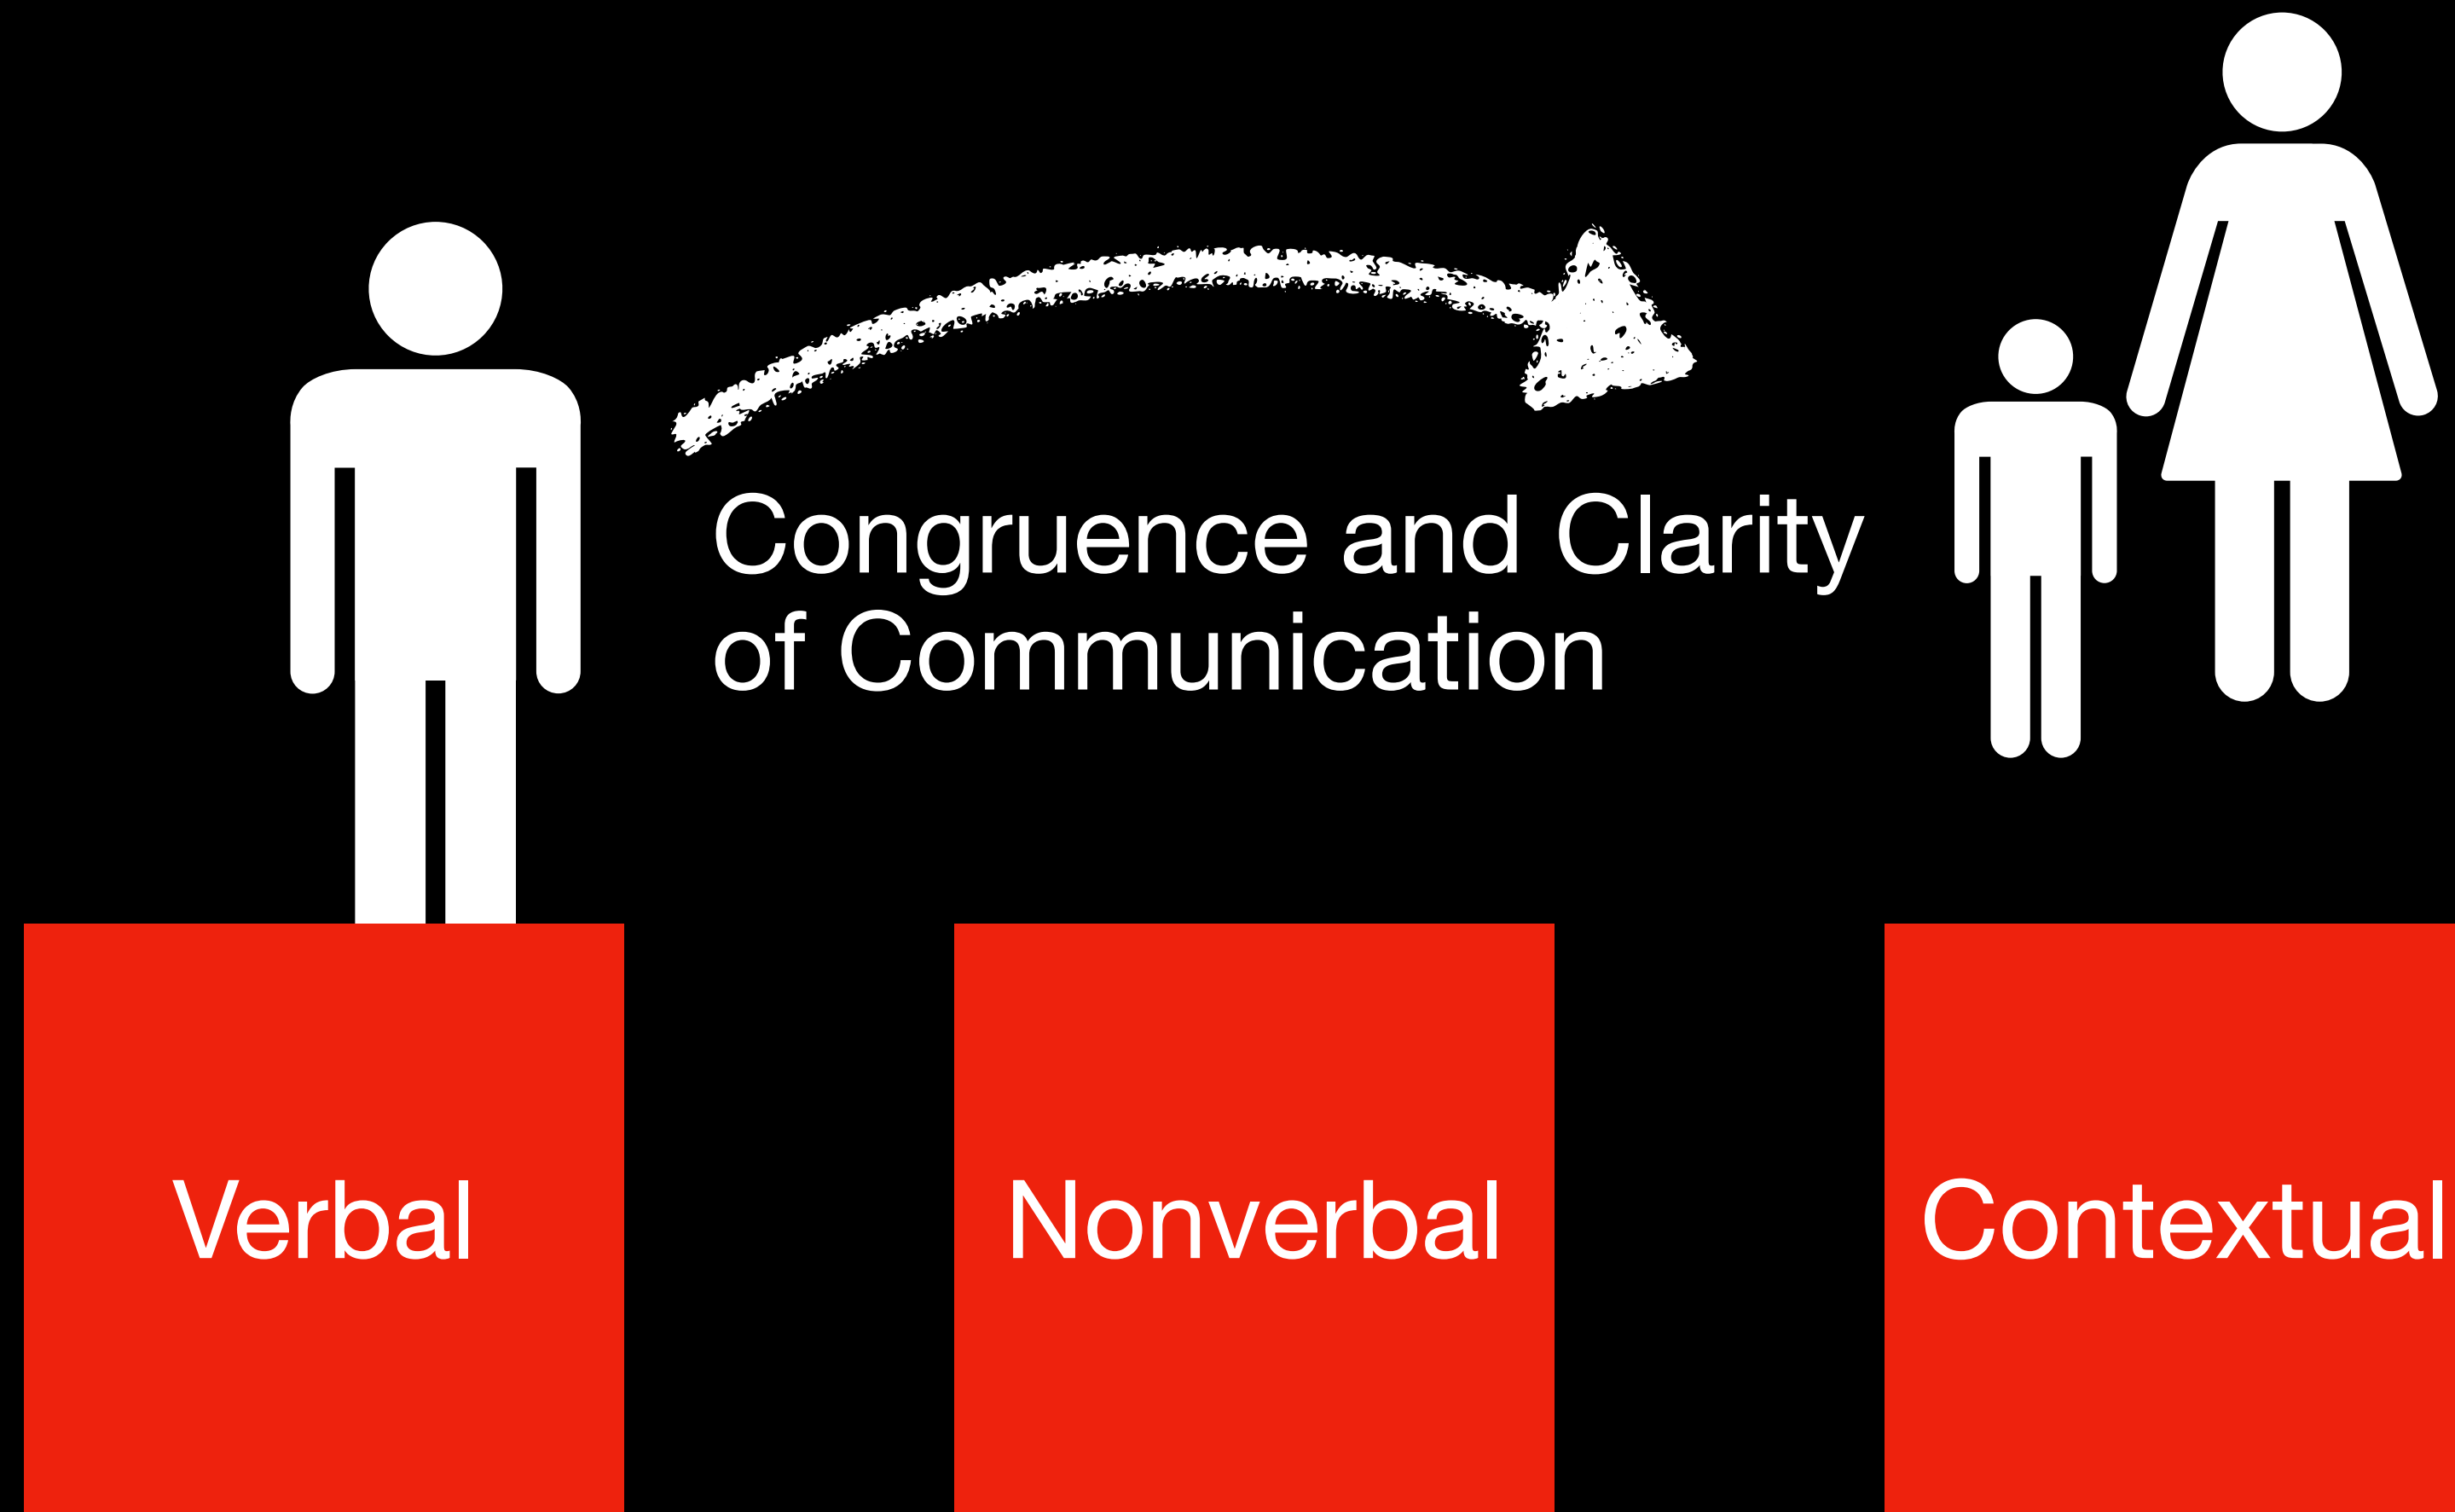 Congruence and Clarity
of Communication
Verbal
Nonverbal
Contextual